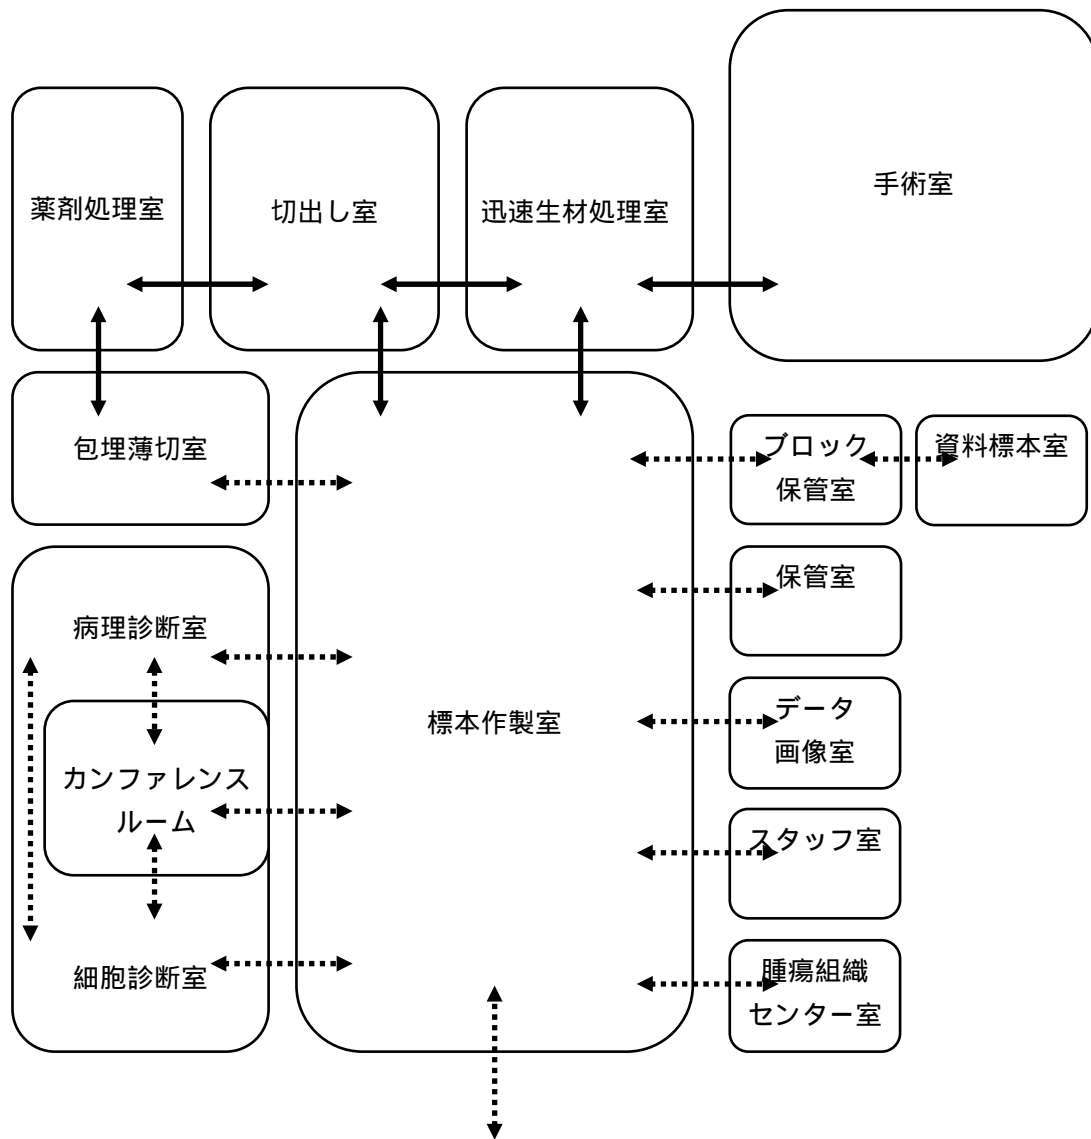 手術室
薬剤処理室
切出し室
迅速生材処理室
包埋薄切室
ブロック
保管室
資料標本室
保管室
病理診断室
標本作製室
データ
画像室
カンファレンス
ルーム
スタッフ室
細胞診断室
腫瘍組織
センター室